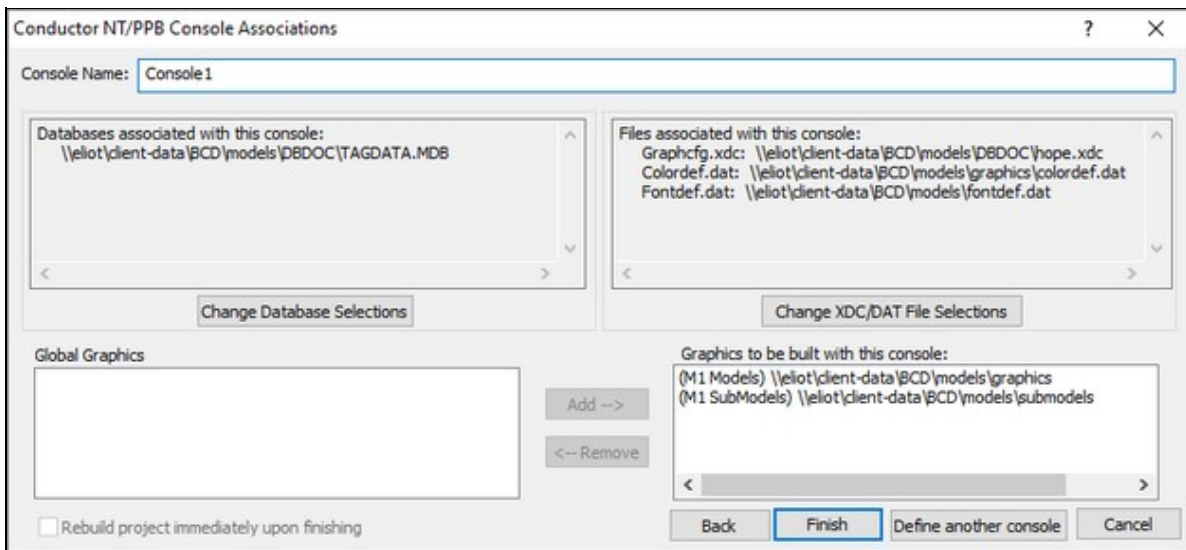 Conductor NT/PPB Console Associations
Console Name: Console1
Databases associated with this console:
\\eliot\client-data\BCD\models\DBDOC\TAGDATA.MDB
Change Database Selections
Files associated with this console:
Graphcfg.xdc: \\eliot\client-data\BCD\models\DBDOC\hope.xdc
Colordef.dat: \\eliot\client-data\BCD\models\graphics\colordef.dat
Fontdef.dat: \\eliot\client-data\BCD\models\fontdef.dat
Change XDC/DAT File Selections
Global Graphics
Add -->
<-- Remove
Graphics to be built with this console:
(M1 Models) \\eliot\client-data\BCD\models\graphics
(M1 SubModels) \\eliot\client-data\BCD\models\submodels
Rebuild project immediately upon finishing
Back
Finish
Define another console
Cancel